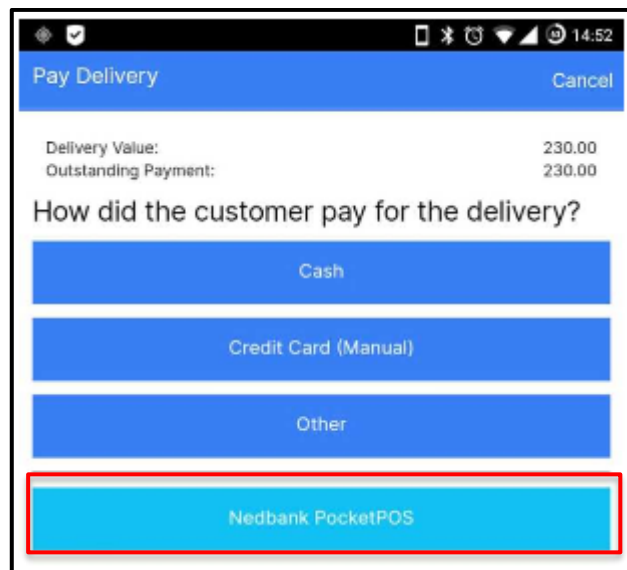 14:52
Pay Delivery Cancel
Delivery Value: 230.00
Outstanding Payment: 230.00
How did the customer pay for the delivery?
Cash
Credit Card (Manual)
Other
Nedbank PocketPOS